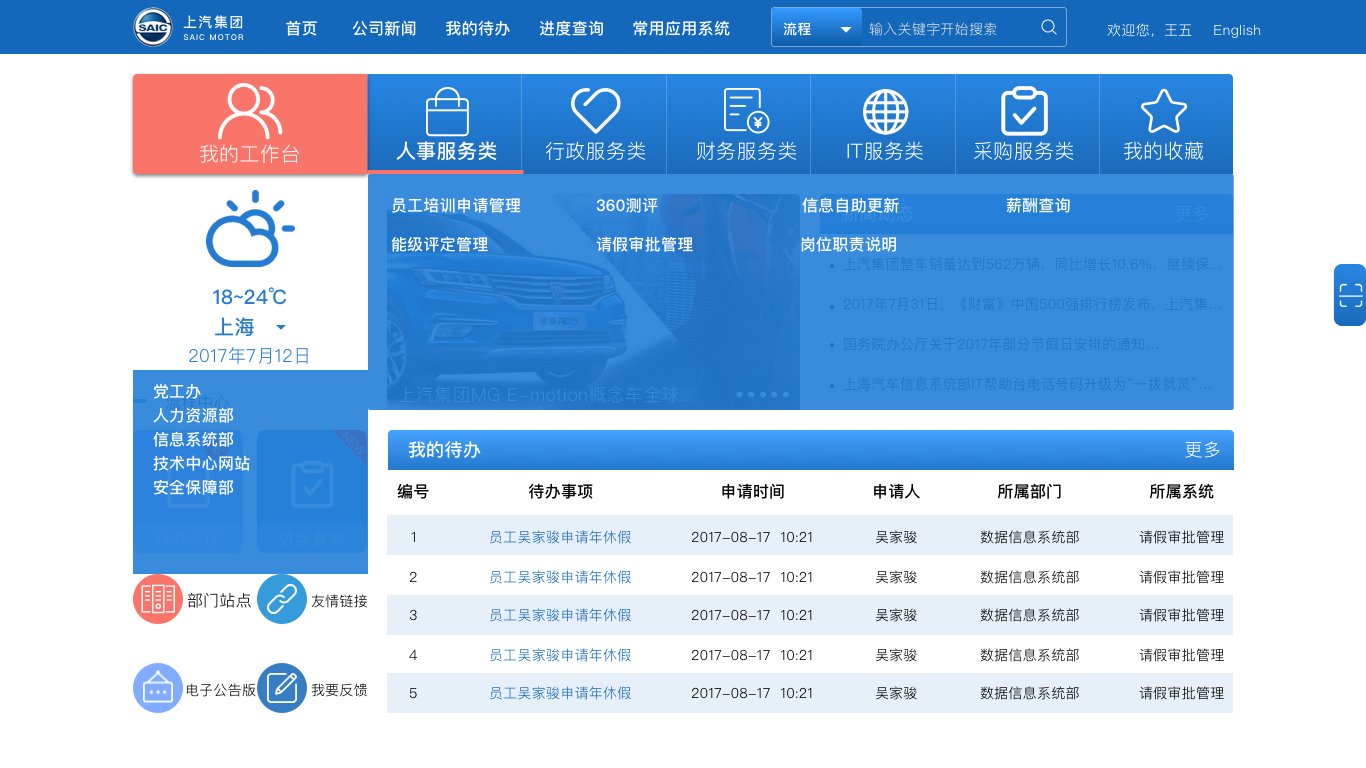 SAIC
上汽集团
SAIC MOTOR
首页
公司新闻
我的待办
进度查询
常用应用系统
流程
输入关键字开始搜索
欢迎您，王五
English
我的工作台
人事服务类
行政服务类
财务服务类
IT服务类
采购服务类
我的收藏
员工培训申请管理
360测评
信息自助更新
薪酬查询
能级评定管理
请假审批管理
岗位职责说明
新闻动态
更多
上汽集团整车销量达到562万辆、同比增长10.6%、继续保...
2017年7月31日，《财富》中国500强排行榜发布，上汽集...
国务院办公厅关于2017年部分节假日安排的通知...
上海汽车信息系统部IT帮助台电话号码升级为“一拨就灵”...
上汽集团MG E-motion概念车全球...
18~24℃
上海
2017年7月12日
党工办
人力资源部
信息系统部
技术中心网站
安全保障部
NEW
进度查询
部门站点
友情链接
电子公告版
我要反馈
我的待办
更多
编号 待办事项 申请时间 申请人 所属部门 所属系统
1 员工吴家骏申请年休假 2017-08-17 10:21 吴家骏 数据信息系统部 请假审批管理
2 员工吴家骏申请年休假 2017-08-17 10:21 吴家骏 数据信息系统部 请假审批管理
3 员工吴家骏申请年休假 2017-08-17 10:21 吴家骏 数据信息系统部 请假审批管理
4 员工吴家骏申请年休假 2017-08-17 10:21 吴家骏 数据信息系统部 请假审批管理
5 员工吴家骏申请年休假 2017-08-17 10:21 吴家骏 数据信息系统部 请假审批管理